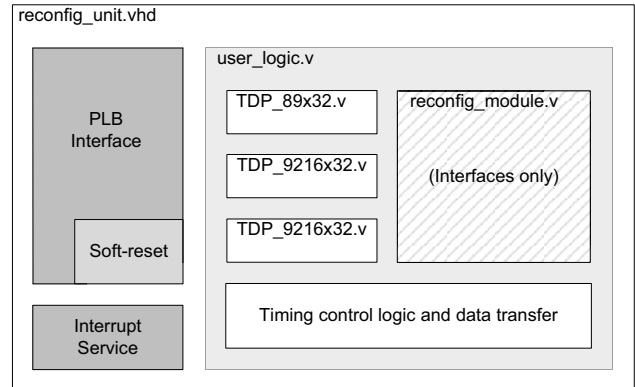 reconfig_unit.vhd
PLB
Interface
Soft-reset
Interrupt
Service
user_logic.v
TDP_89x32.v
TDP_9216x32.v
TDP_9216x32.v
reconfig_module.v
(Interfaces only)
Timing control logic and data transfer